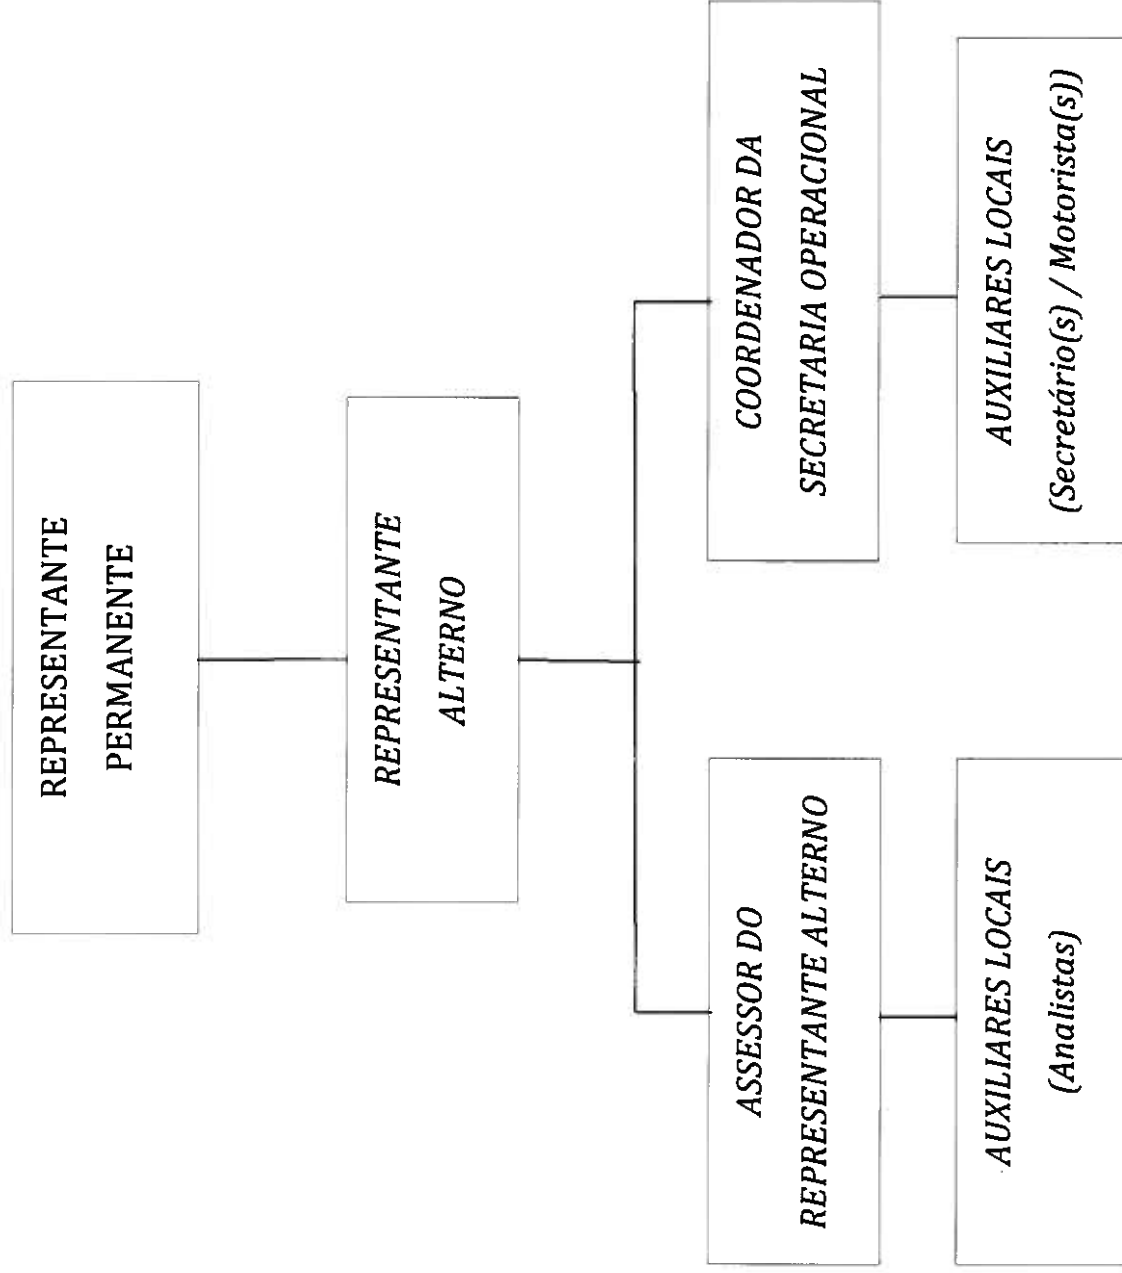 REPRESENTANTE
PERMANENTE
REPRESENTANTE
ALTERNO
ASSESSOR DO
REPRESENTANTE ALTERNO
COORDENADOR DA
SECRETARIA OPERACIONAL
AUXILIARES LOCAIS
(Analistas)
AUXILIARES LOCAIS
(Secretário(s) / Motorista(s))